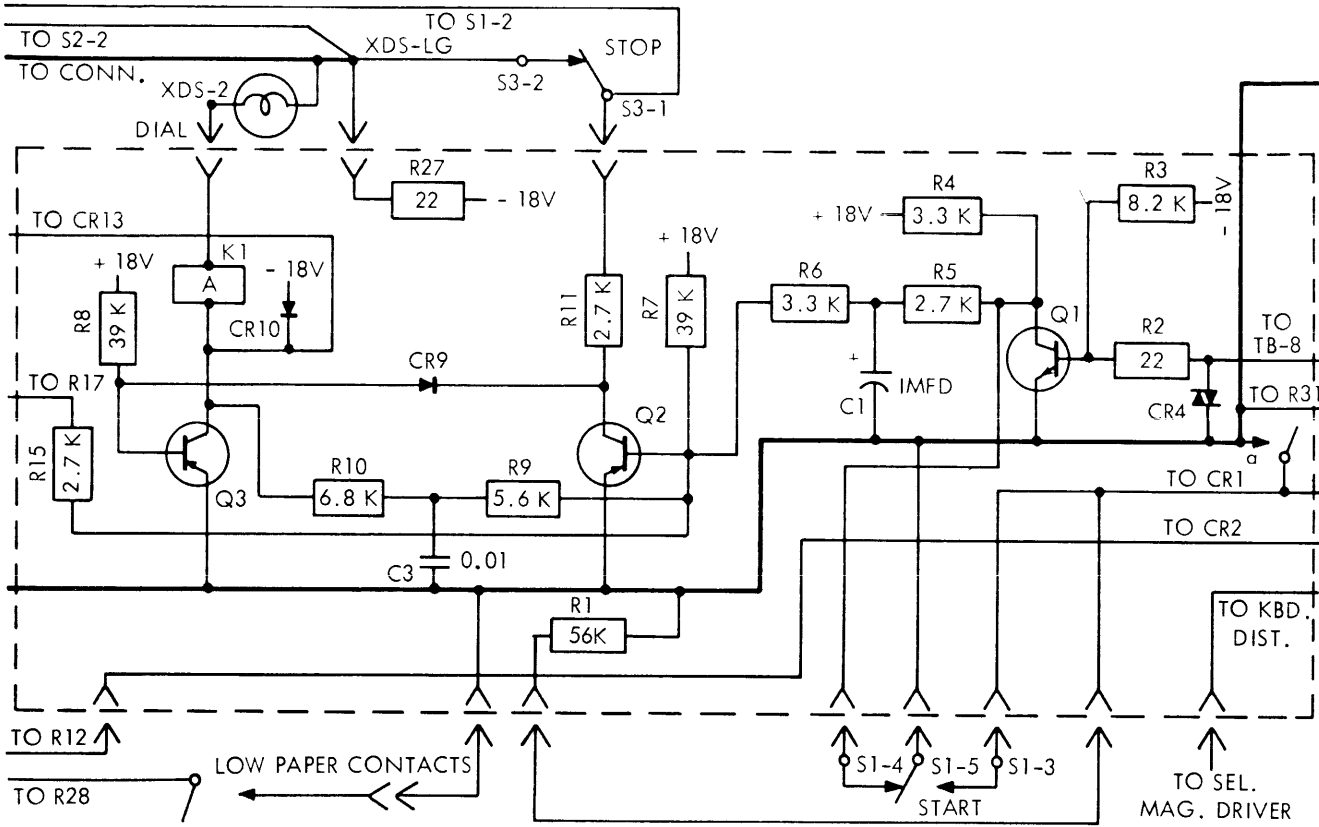 TO S1-2
TO S2-2
XDS-LG
STOP
TO CONN.
S3-2
XDS-2
S3-1
DIAL
R27
22
- 18V
R4
3.3 K
+ 18V
R3
8.2 K
- 18V
TO CR13
+ 18V
K1
A
- 18V
+ 18V
R6
3.3 K
R5
2.7 K
R8
39 K
CR10
R11
2.7 K
R7
39 K
Q1
R2
22
TO
TB-8
CR9
+
1MFD
C1
CR4
TO R31
TO R17
Q2
a
R15
2.7 K
Q3
R10
6.8 K
R9
5.6 K
TO CR1
TO CR2
C3
0.01
R1
56K
TO KBD.
DIST.
TO R12
LOW PAPER CONTACTS
S1-4
S1-5
S1-3
TO R28
START
TO SEL.
MAG. DRIVER